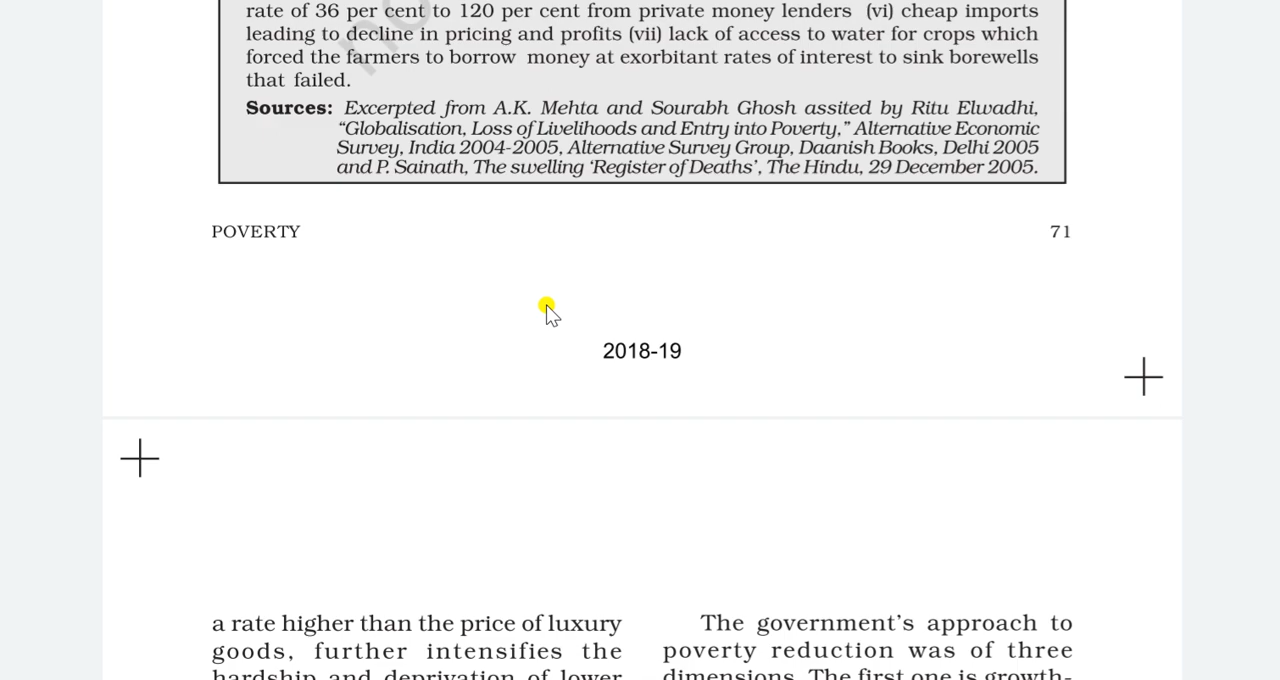 rate of 36 per cent to 120 per cent from private money lenders (vi) cheap imports
leading to decline in pricing and profits (vii) lack of access to water for crops which
forced the farmers to borrow money at exorbitant rates of interest to sink borewells
that failed.
Sources: Excerpted from A.K. Mehta and Sourabh Ghosh assited by Ritu Elwadhi,
“Globalisation, Loss of Livelihoods and Entry into Poverty,” Alternative Economic
Survey, India 2004-2005, Alternative Survey Group, Daanish Books, Delhi 2005
and P. Sainath, The swelling ‘Register of Deaths’, The Hindu, 29 December 2005.
POVERTY 71
2018-19
a rate higher than the price of luxury
goods, further intensifies the
hardship and deprivation of lower
The government’s approach to
poverty reduction was of three
dimensions. The first one is growth-